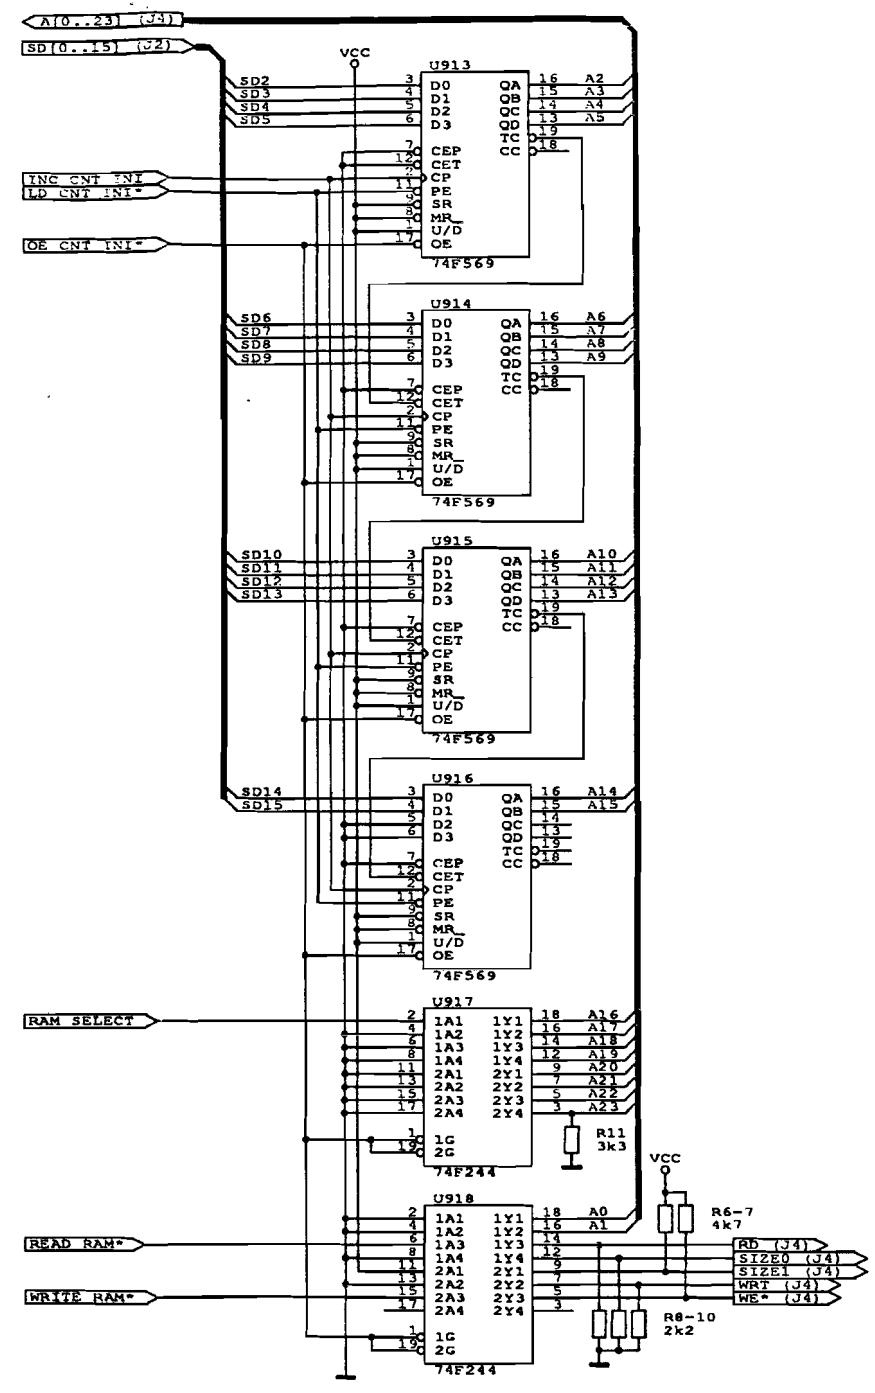 A[0..23] (J4)
SD[0..15] (J2)
VCC
U913
SD2 3 D0 QA 16 A2
SD3 4 D1 QB 15 A3
SD4 5 D2 QC 14 A4
SD5 6 D3 QD 13 A5
TC 19
7 CEP CC 18
12 CET
INC CNT INI 2 CP
LD CNT INI* 11 PE
9 SR
8 MR_
1 U/D
OE CNT INI* 17 OE
74F569
U914
SD6 3 D0 QA 16 A6
SD7 4 D1 QB 15 A7
SD8 5 D2 QC 14 A8
SD9 6 D3 QD 13 A9
TC 19
7 CEP CC 18
12 CET
2 CP
11 PE
9 SR
8 MR_
1 U/D
17 OE
74F569
U915
SD10 3 D0 QA 16 A10
SD11 4 D1 QB 15 A11
SD12 5 D2 QC 14 A12
SD13 6 D3 QD 13 A13
TC 19
7 CEP CC 18
12 CET
2 CP
11 PE
9 SR
8 MR_
1 U/D
17 OE
74F569
U916
SD14 3 D0 QA 16 A14
SD15 4 D1 QB 15 A15
5 D2 QC 14
6 D3 QD 13
TC 19
7 CEP CC 18
12 CET
2 CP
11 PE
9 SR
8 MR_
1 U/D
17 OE
74F569
U917
RAM SELECT 2 1A1 1Y1 18 A16
4 1A2 1Y2 16 A17
6 1A3 1Y3 14 A18
8 1A4 1Y4 12 A19
11 2A1 2Y1 9 A20
13 2A2 2Y2 7 A21
15 2A3 2Y3 5 A22
17 2A4 2Y4 3 A23
1 1G
19 2G
R11
3k3
74F244
VCC
U918
2 1A1 1Y1 18 A0
4 1A2 1Y2 16 A1
R6-7
4k7
READ RAM* 6 1A3 1Y3 14 RD (J4)
8 1A4 1Y4 12 SIZE0 (J4)
11 2A1 2Y1 9 SIZE1 (J4)
13 2A2 2Y2 7 WRT (J4)
WRITE RAM* 15 2A3 2Y3 5 WE* (J4)
17 2A4 2Y4 3
1 1G
19 2G
R8-10
2k2
74F244